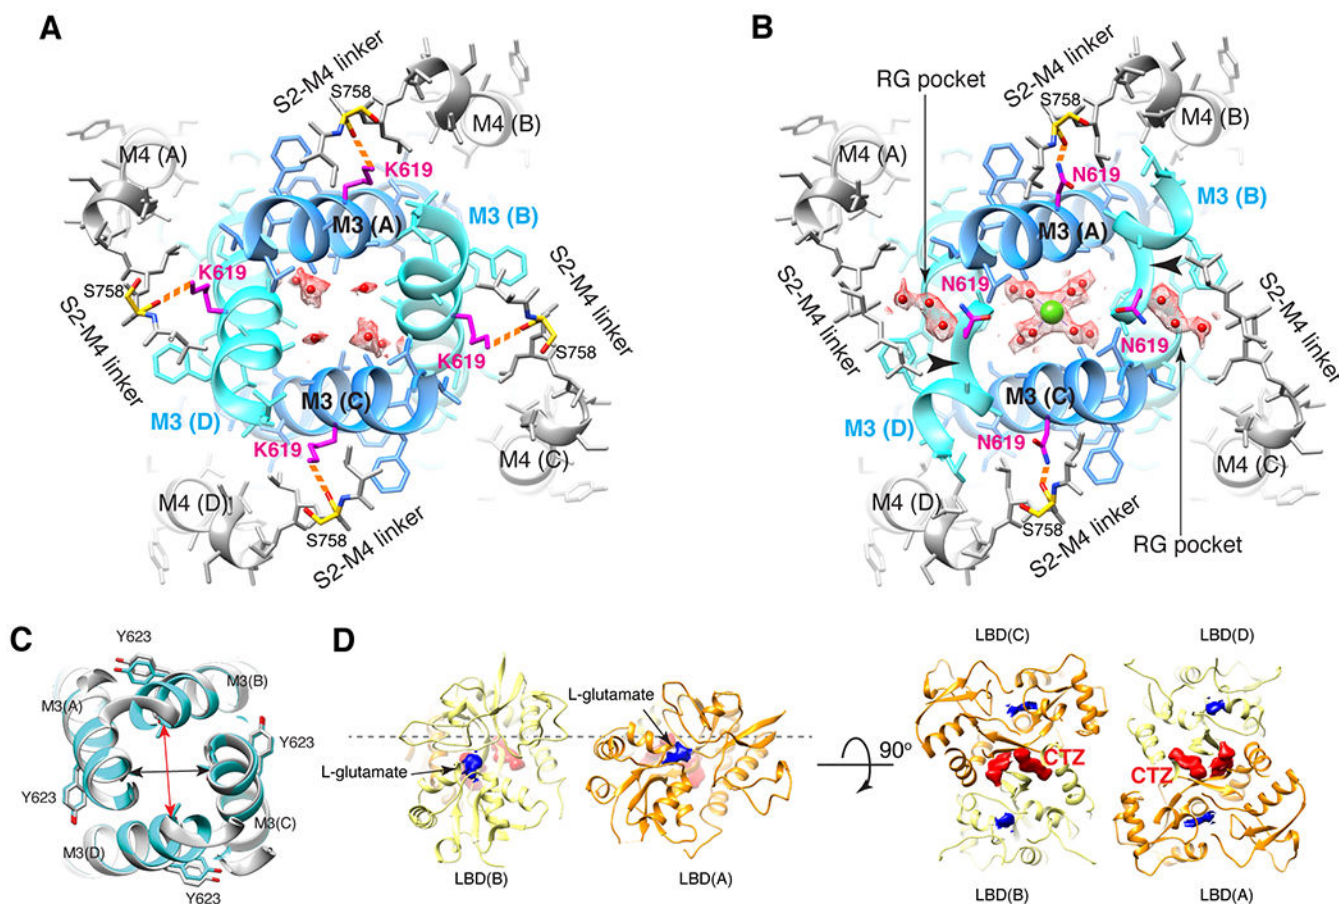 A
S2-M4 linker
S758
M4 (B)
M4 (A)
K619
M3 (A)
M3 (B)
K619
S758
S2-M4 linker
K619
S758
S2-M4 linker
M3 (D)
M3 (C)
K619
M4 (C)
M4 (D)
S758
S2-M4 linker
B
RG pocket
S2-M4 linker
S758
M4 (B)
M4 (A)
N619
M3 (A)
M3 (B)
N619
N619
S2-M4 linker
S2-M4 linker
M3 (C)
M3 (D)
N619
M4 (C)
M4 (D)
S758
S2-M4 linker
RG pocket
C
Y623
M3(B)
M3(A)
Y623
Y623
M3(C)
M3(D)
Y623
D
L-glutamate
L-glutamate
LBD(B)
LBD(A)
90º
LBD(C)
LBD(D)
CTZ
CTZ
LBD(B)
LBD(A)